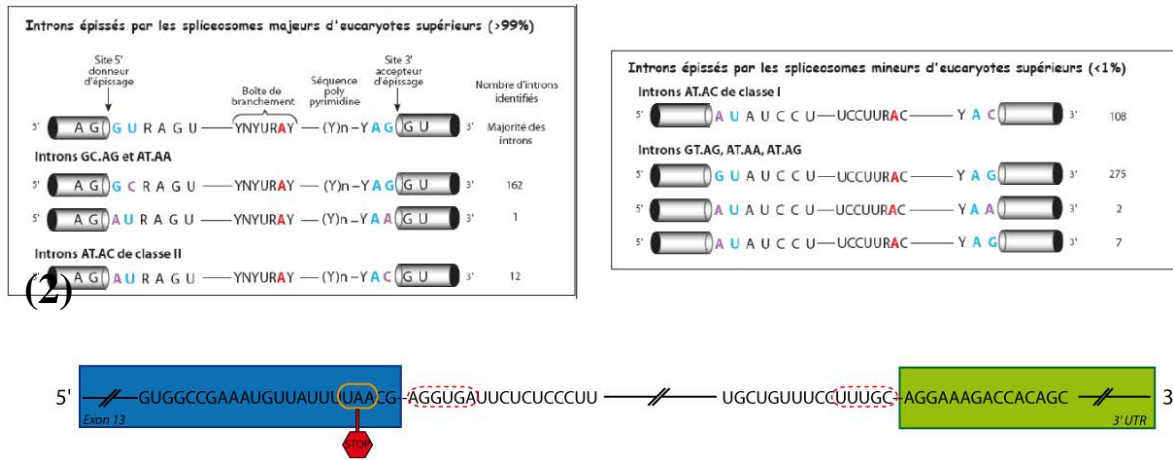 Introns épissés par les spliceosomes majeurs d'eucaryotes supérieurs (>99%)
Site 5' donneur d'épissage
Boîte de branchement
Séquence poly pyrimidine
Site 3' accepteur d'épissage
Nombre d'introns identifiés
5' A G G U R A G U YNYURAY (Y)n-Y A G G U 3' Majorité des introns
Introns GC.AG et AT.AA
5' A G G C R A G U YNYURAY (Y)n-Y A G G U 3' 162
5' A G A U R A G U YNYURAY (Y)n-Y A A G U 3' 1
Introns AT.AC de classe II
5' A G A U R A G U YNYURAY (Y)n-Y A C G U 3' 12
(2)
Introns épissés par les spliceosomes mineurs d'eucaryotes supérieurs (<1%)
Introns AT.AC de classe I
5' A U A U C C U UCCUURAC Y A C 3' 108
Introns GT.AG, AT.AA, AT.AG
5' G U A U C C U UCCUURAC Y A G 3' 275
5' A U A U C C U UCCUURAC Y A A 3' 2
5' A U A U C C U UCCUURAC Y A G 3' 7
5' GUGGCCGAAAUGUUAUUUUAACG AGGUGAUUCUCUCCCUU UGCUGUUUCCUUUGC AGGAAAGACCACAGC 3'
Exon 13
3' UTR
STOP